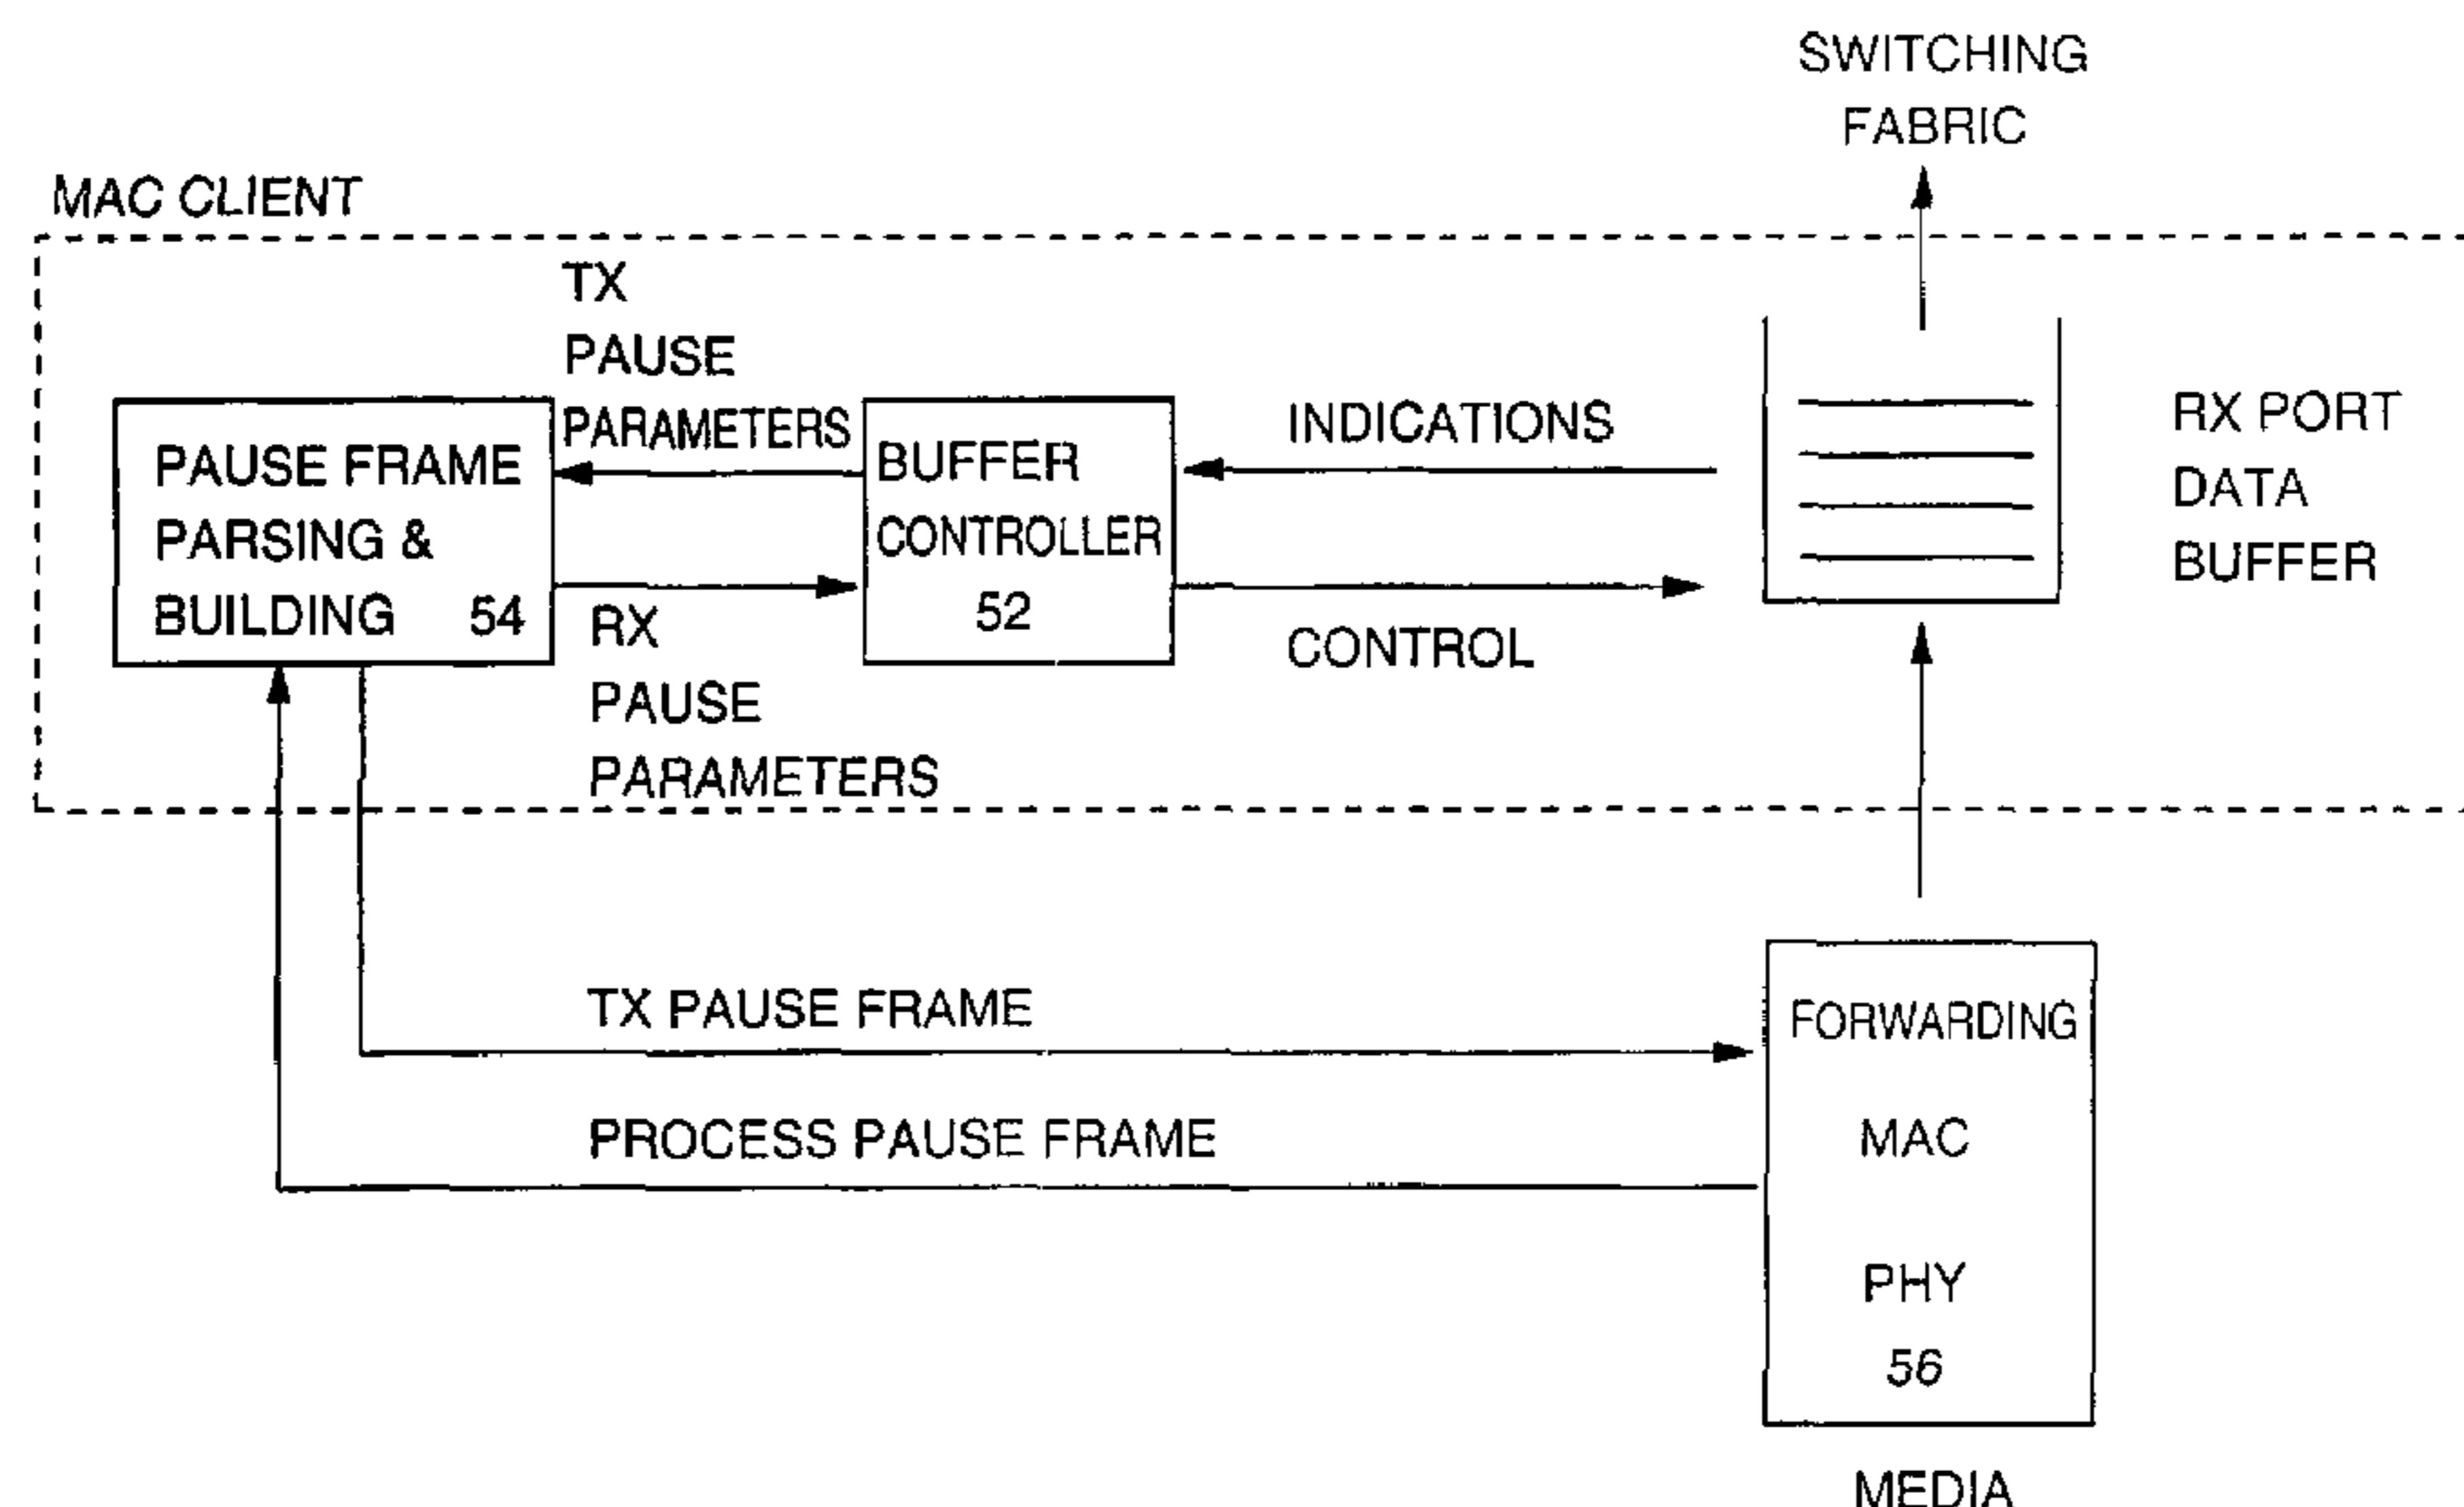 SWITCHING
FABRIC
MAC CLIENT
TX
PAUSE
PARAMETERS
PAUSE FRAME
PARSING &
BUILDING 54
BUFFER
CONTROLLER
52
INDICATIONS
RX PORT
DATA
BUFFER
RX
PAUSE
PARAMETERS
CONTROL
TX PAUSE FRAME
PROCESS PAUSE FRAME
FORWARDING
MAC
PHY
56
MEDIA